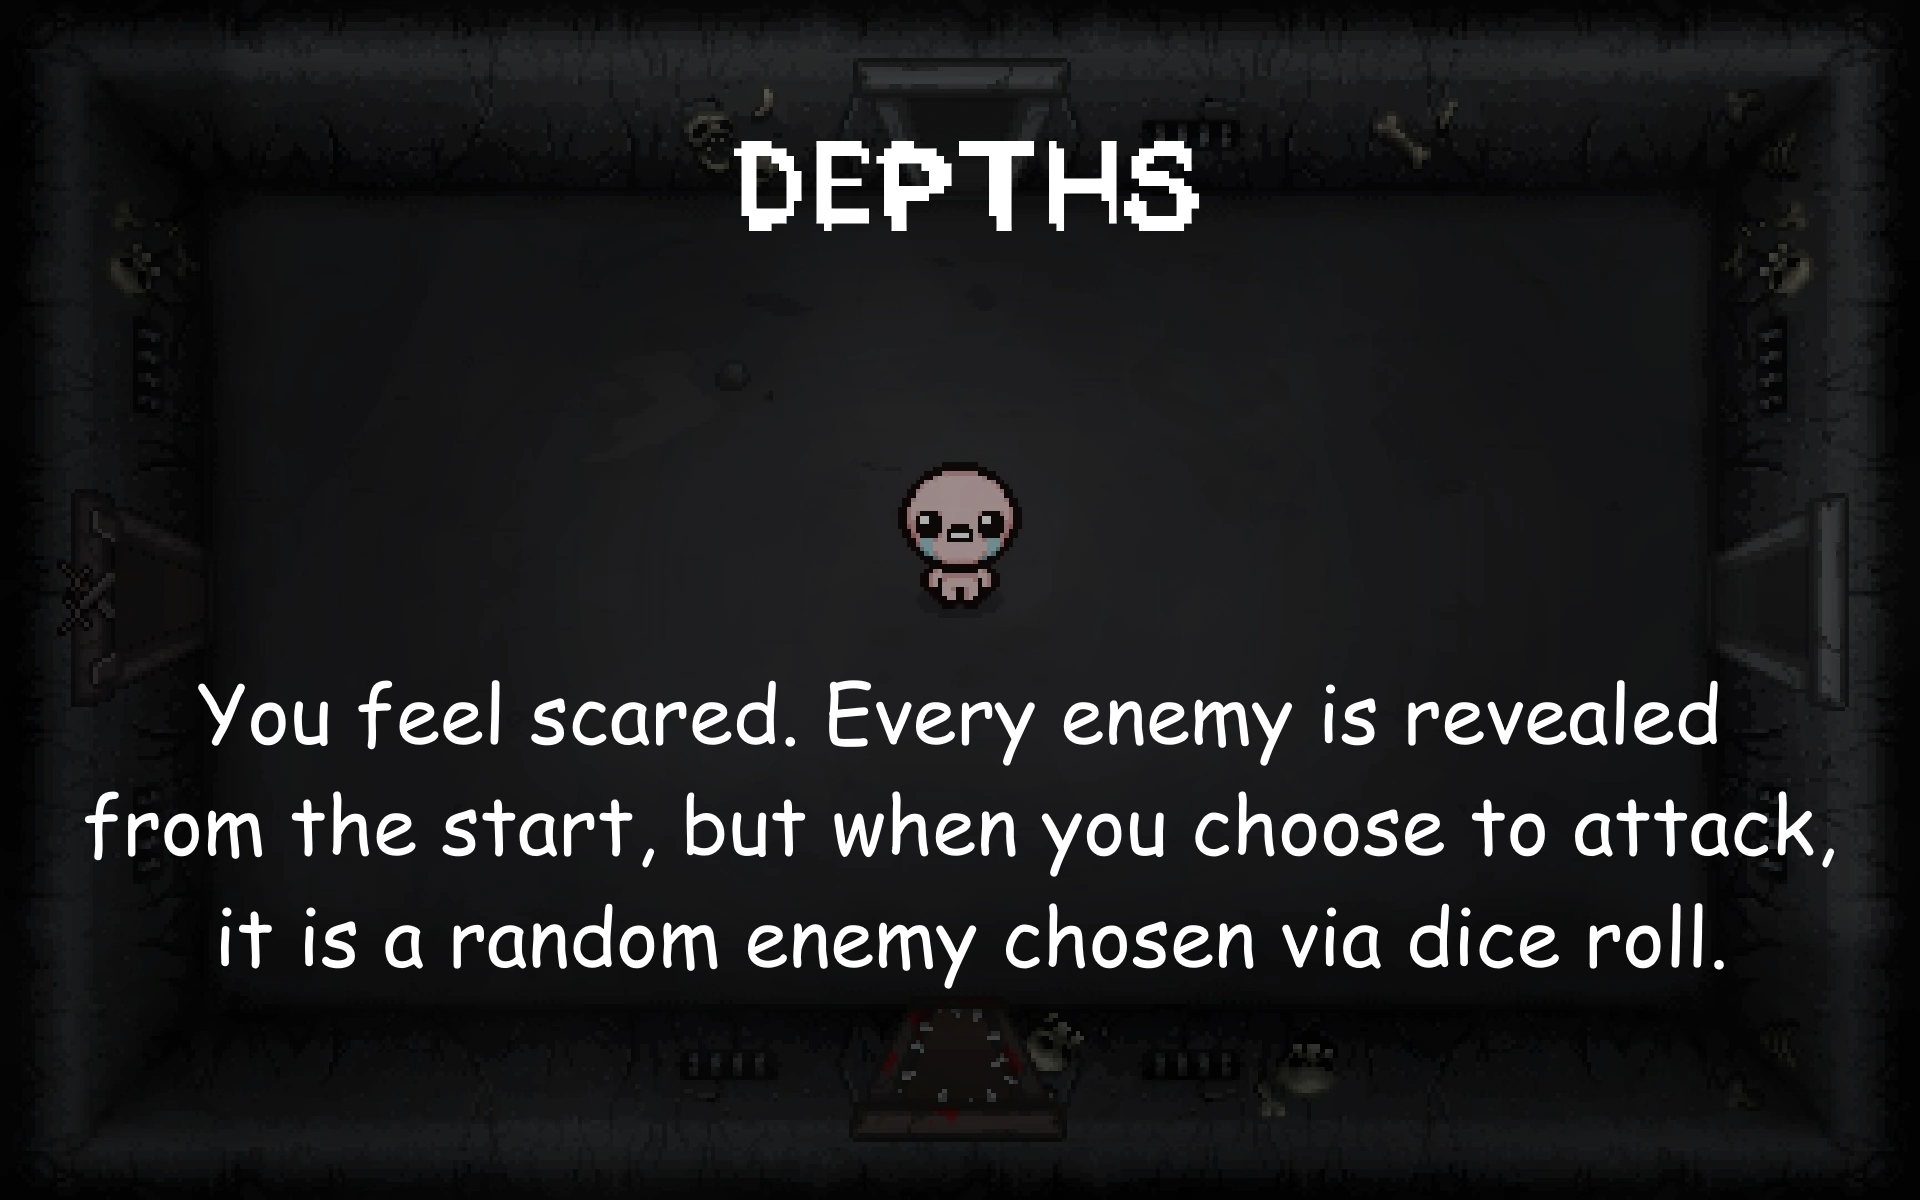 DEPTHS
You feel scared. Every enemy is revealed
from the start, but when you choose to attack,
it is a random enemy chosen via dice roll.